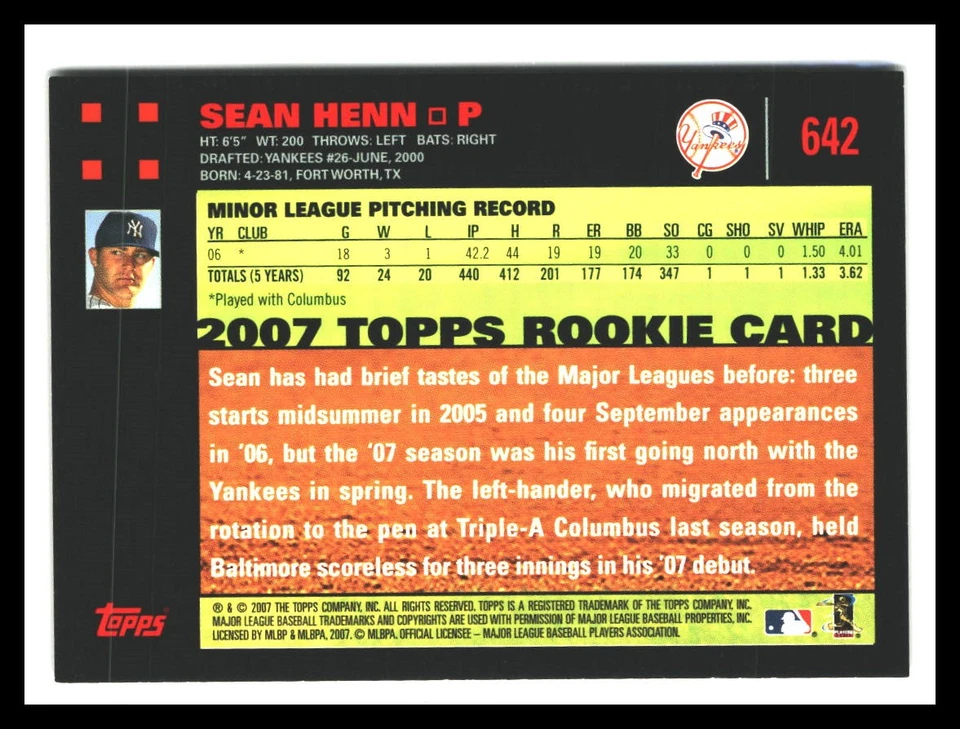 SEAN HENN □ P
HT: 6'5" WT: 200 THROWS: LEFT BATS: RIGHT
DRAFTED: YANKEES #26-JUNE, 2000
BORN: 4-23-81, FORT WORTH, TX
Yankees
642
NY
MINOR LEAGUE PITCHING RECORD
YR CLUB G W L IP H R ER BB SO CG SHO SV WHIP ERA
06 * 18 3 1 42.2 44 19 19 20 33 0 0 0 1.50 4.01
TOTALS (5 YEARS) 92 24 20 440 412 201 177 174 347 1 1 1 1.33 3.62
*Played with Columbus
2007 TOPPS ROOKIE CARD
Sean has had brief tastes of the Major Leagues before: three
starts midsummer in 2005 and four September appearances
in '06, but the '07 season was his first going north with the
Yankees in spring. The left-hander, who migrated from the
rotation to the pen at Triple-A Columbus last season, held
Baltimore scoreless for three innings in his '07 debut.
Topps
® & © 2007 THE TOPPS COMPANY, INC. ALL RIGHTS RESERVED. TOPPS IS A REGISTERED TRADEMARK OF THE TOPPS COMPANY, INC.
MAJOR LEAGUE BASEBALL TRADEMARKS AND COPYRIGHTS ARE USED WITH PERMISSION OF MAJOR LEAGUE BASEBALL PROPERTIES, INC.
LICENSED BY MLBP & MLBPA, 2007. © MLBPA. OFFICIAL LICENSEE – MAJOR LEAGUE BASEBALL PLAYERS ASSOCIATION.